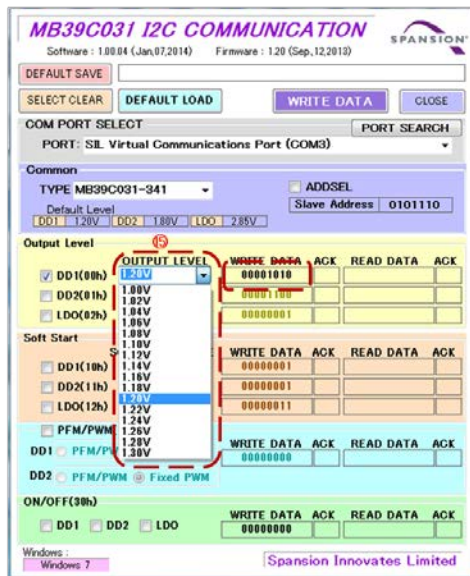 MB39C031 I2C COMMUNICATION
SPANSION
Software : 1.00.04 (Jan,07,2014) Firmware : 1.20 (Sep,12,2013)
DEFAULT SAVE
SELECT CLEAR DEFAULT LOAD WRITE DATA CLOSE
COM PORT SELECT PORT SEARCH
PORT: SIL Virtual Communications Port (COM3)
Common
TYPE MB39C031-341 ADDSEL
Default Level Slave Address 0101110
DD1 1.20V DD2 1.80V LDO 2.85V
Output Level
⑮
OUTPUT LEVEL WRITE DATA ACK READ DATA ACK
DD1(00h) 1.20V 00001010
1.00V
DD2(01h) 00001100
1.02V
1.04V
LDO(02h) 00000001
1.06V
1.08V
Soft Start
1.10V
1.12V WRITE DATA ACK READ DATA ACK
DD1(10h) 1.14V 00000001
1.16V
DD2(11h) 1.18V 00000001
1.20V
LDO(12h) 1.22V 00000011
1.24V
PFM/PWM 1.26V
1.28V WRITE DATA ACK READ DATA ACK
DD1 PFM/PW 1.30V 00000000
DD2 PFM/PWM Fixed PWM
ON/OFF(30h)
WRITE DATA ACK READ DATA ACK
DD1 DD2 LDO 00000000
Windows :
Windows 7 Spansion Innovates Limited